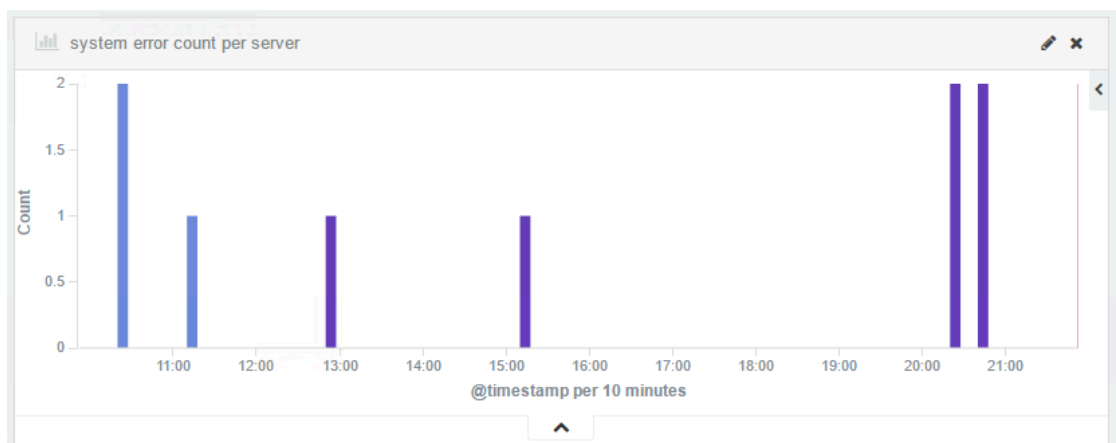 system error count per server
2
1.5
1
0.5
0
Count
11:00 12:00 13:00 14:00 15:00 16:00 17:00 18:00 19:00 20:00 21:00
@timestamp per 10 minutes